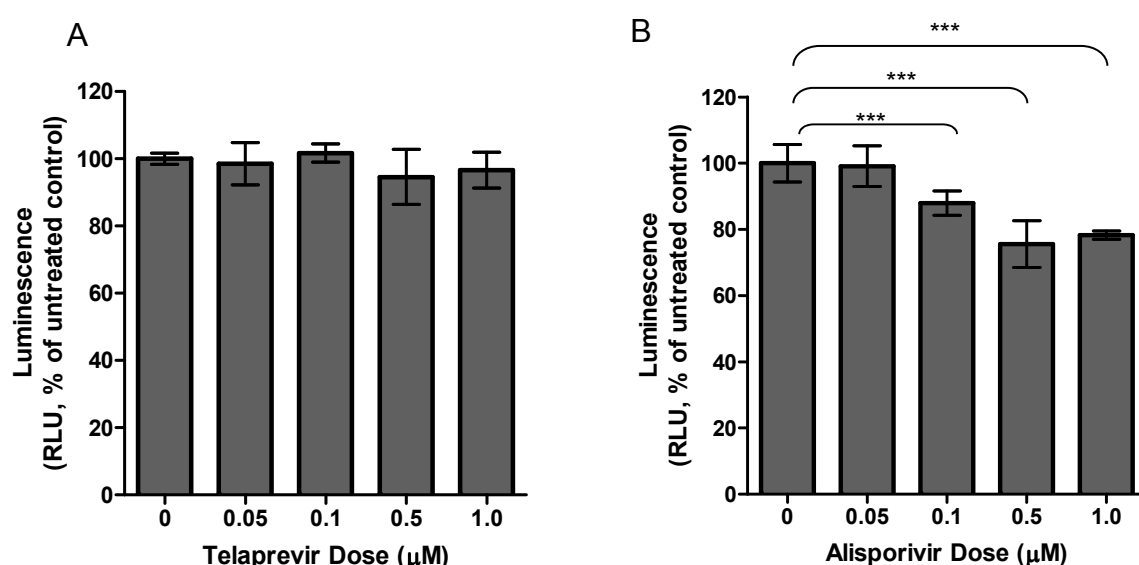 A
Luminescence
(RLU, % of untreated control)
120
100
80
60
40
20
0
0 0.05 0.1 0.5 1.0
Telaprevir Dose (μM)
B
***
***
***
Luminescence
(RLU, % of untreated control)
120
100
80
60
40
20
0
0 0.05 0.1 0.5 1.0
Alisporivir Dose (μM)